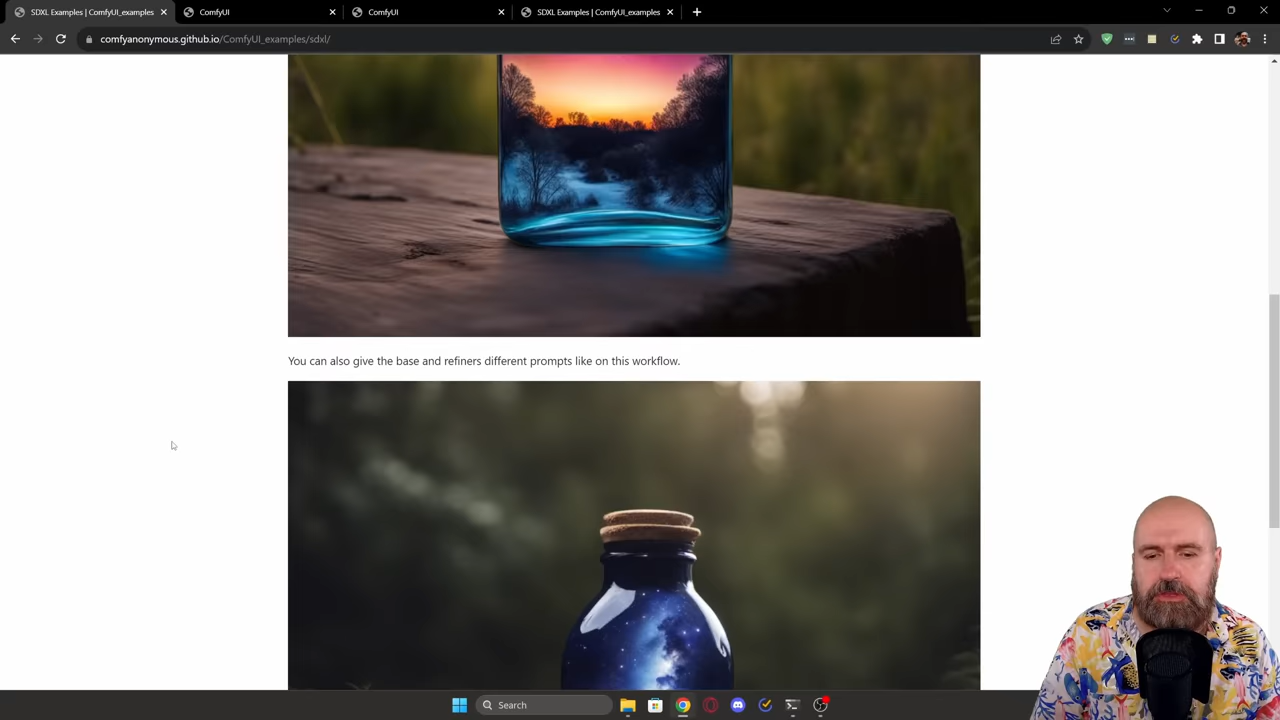 SDXL Examples | ComfyUI_examples
ComfyUI
ComfyUI
SDXL Examples | ComfyUI_examples
comfyanonymous.github.io/ComfyUI_examples/sdxl/
You can also give the base and refiners different prompts like on this workflow.
Search